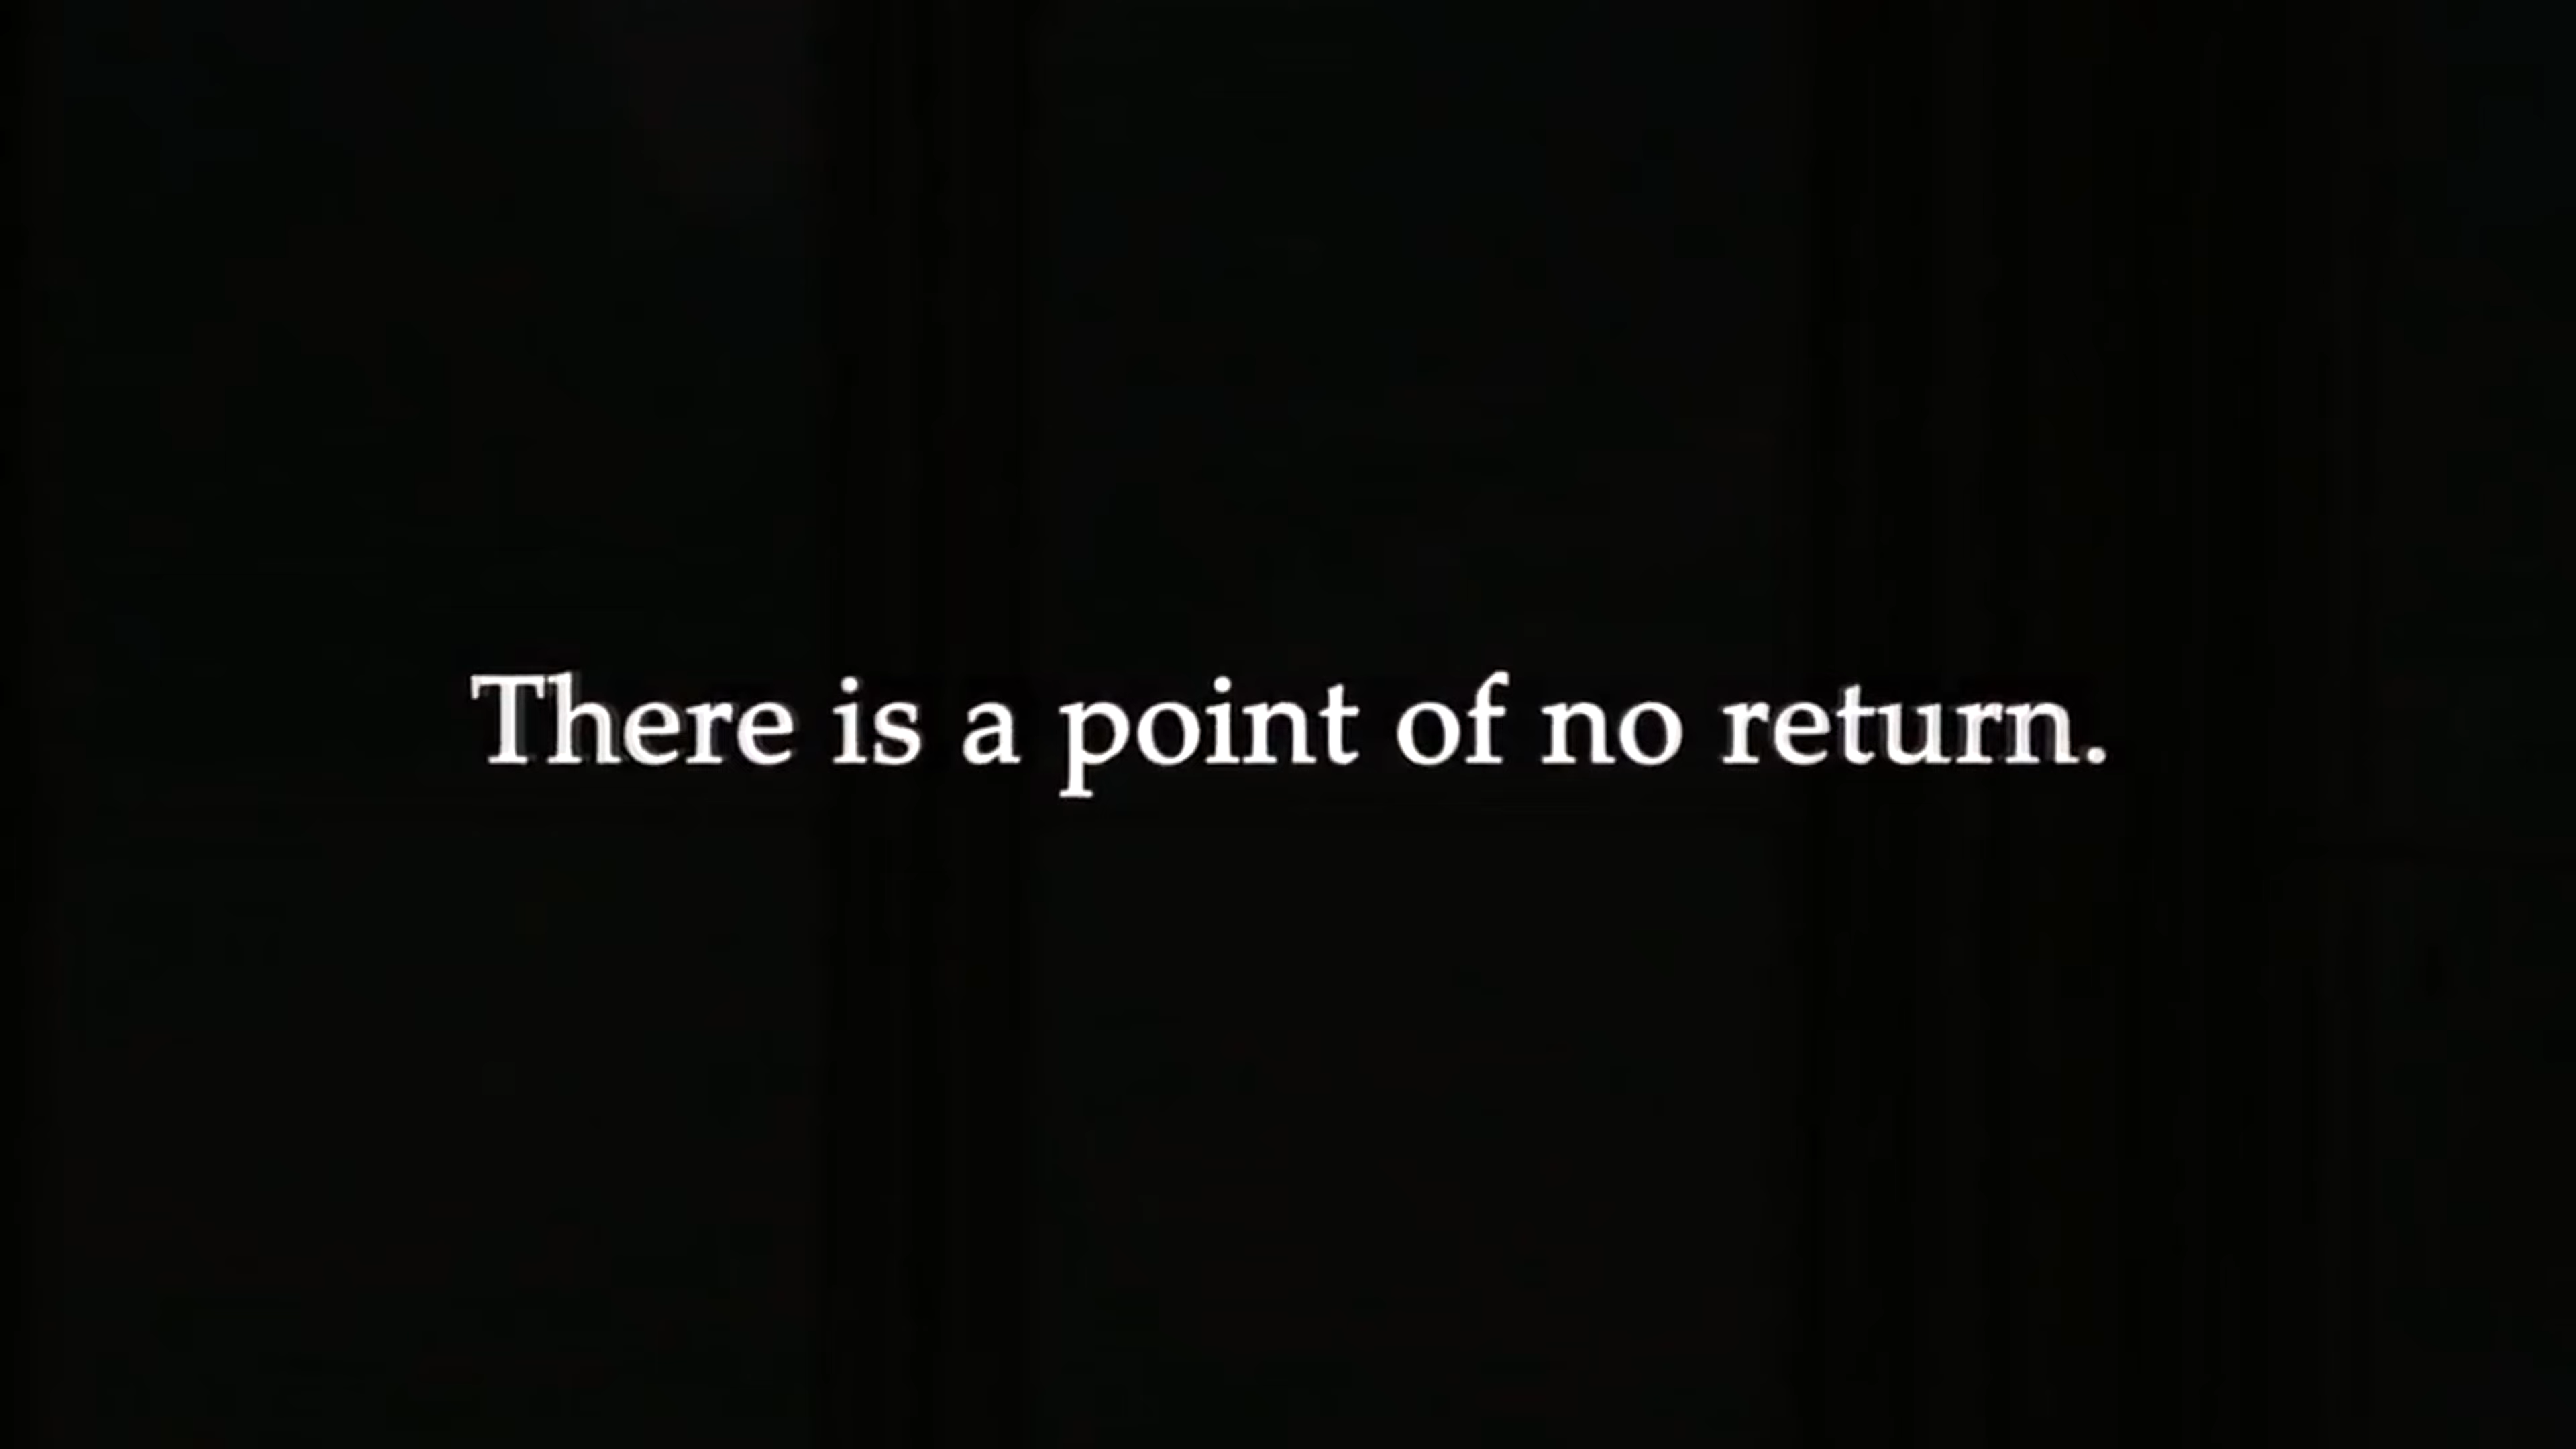 There is a point of no return.